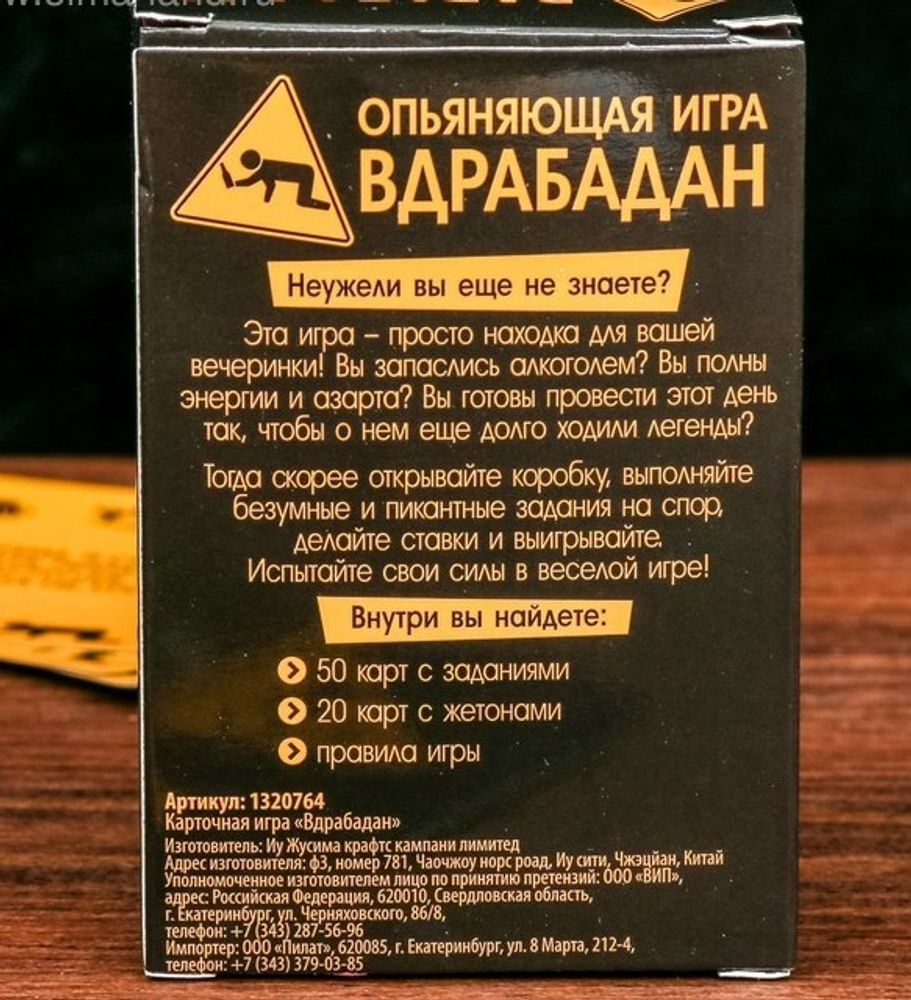 ОПЬЯНЯЮЩАЯ ИГРА
ВДРАБАДАН
Неужели вы еще не знаете?
Эта игра – просто находка для вашей
вечеринки! Вы запаслись алкоголем? Вы полны
энергии и азарта? Вы готовы провести этот день
так, чтобы о нем еще долго ходили легенды?
Тогда скорее открывайте коробку, выполняйте
безумные и пикантные задания на спор,
делайте ставки и выигрывайте.
Испытайте свои силы в веселой игре!
Внутри вы найдете:
50 карт с заданиями
20 карт с жетонами
правила игры
Артикул: 1320764
Карточная игра «Вдрабадан»
Изготовитель: Иу Жусима крафтс кампани лимитед
Адрес изготовителя: ф3, номер 781, Чаочжоу норс роад, Иу сити, Чжэцйан, Китай
Уполномоченное изготовителем лицо по принятию претензий: ООО «ВИП»,
адрес: Российская Федерация, 620010, Свердловская область,
г. Екатеринбург, ул. Черняховского, 86/8,
телефон: +7 (343) 287-56-96
Импортер: ООО «Пилат», 620085, г. Екатеринбург, ул. 8 Марта, 212-4,
телефон: +7 (343) 379-03-85